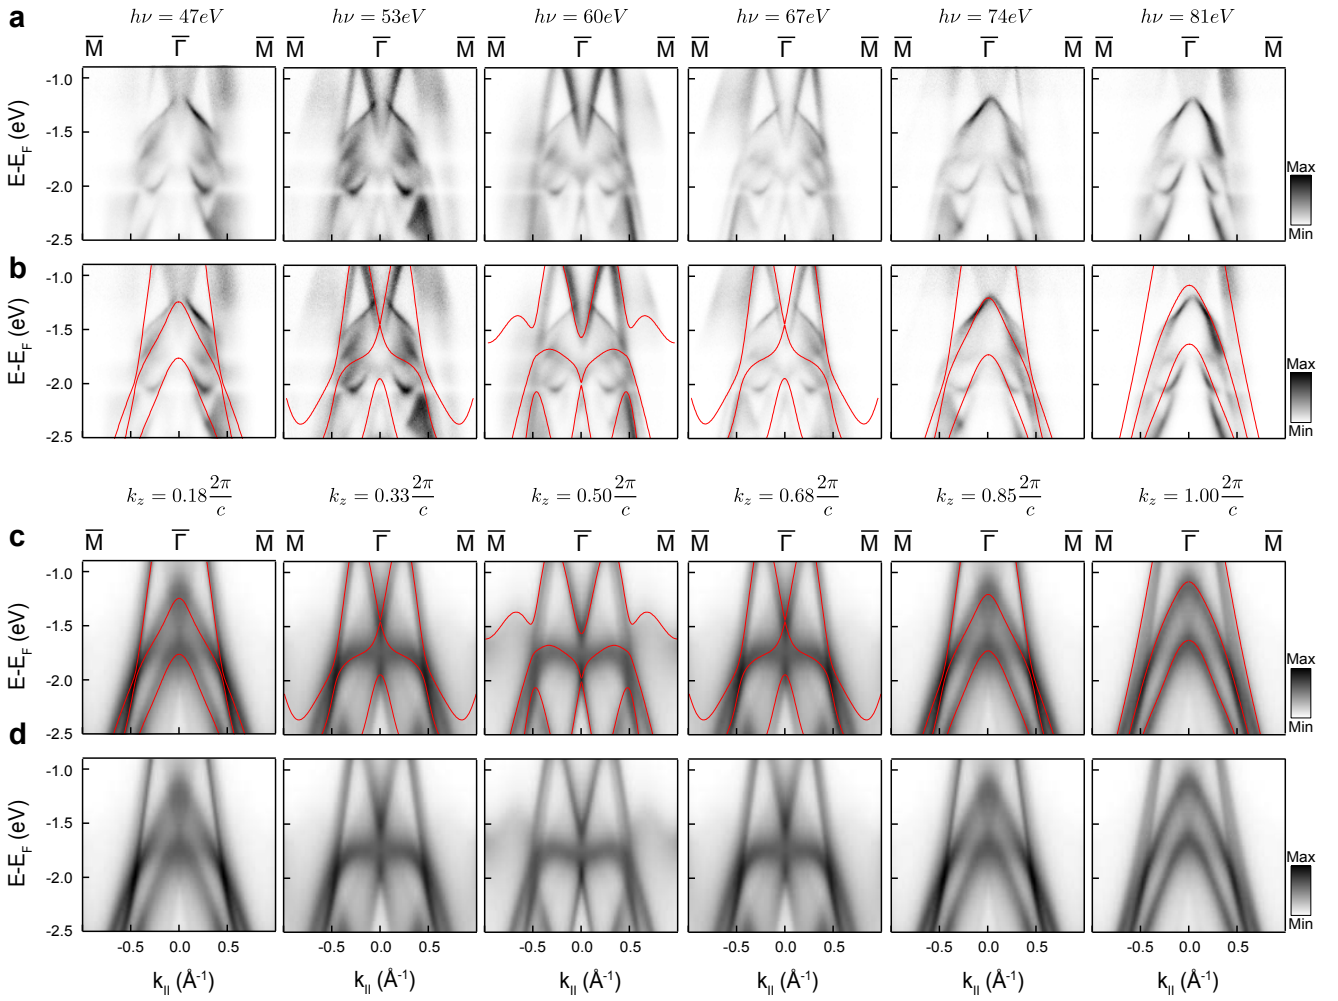 a
hν = 47eV hν = 53eV hν = 60eV hν = 67eV hν = 74eV hν = 81eV
M̅ Γ̅ M̅ M̅ Γ̅ M̅ M̅ Γ̅ M̅ M̅ Γ̅ M̅ M̅ Γ̅ M̅ M̅ Γ̅ M̅
-1.0
-1.5
-2.0
-2.5
E-E_F (eV)
Max
Min
b
-1.0
-1.5
-2.0
-2.5
E-E_F (eV)
Max
Min
k_z = 0.18 2π/c k_z = 0.33 2π/c k_z = 0.50 2π/c k_z = 0.68 2π/c k_z = 0.85 2π/c k_z = 1.00 2π/c
c
M̅ Γ̅ M̅ M̅ Γ̅ M̅ M̅ Γ̅ M̅ M̅ Γ̅ M̅ M̅ Γ̅ M̅ M̅ Γ̅ M̅
-1.0
-1.5
-2.0
-2.5
E-E_F (eV)
Max
Min
d
-1.0
-1.5
-2.0
-2.5
E-E_F (eV)
Max
Min
-0.5 0.0 0.5 -0.5 0.0 0.5 -0.5 0.0 0.5 -0.5 0.0 0.5 -0.5 0.0 0.5 -0.5 0.0 0.5
k_|| (Å⁻¹) k_|| (Å⁻¹) k_|| (Å⁻¹) k_|| (Å⁻¹) k_|| (Å⁻¹) k_|| (Å⁻¹)